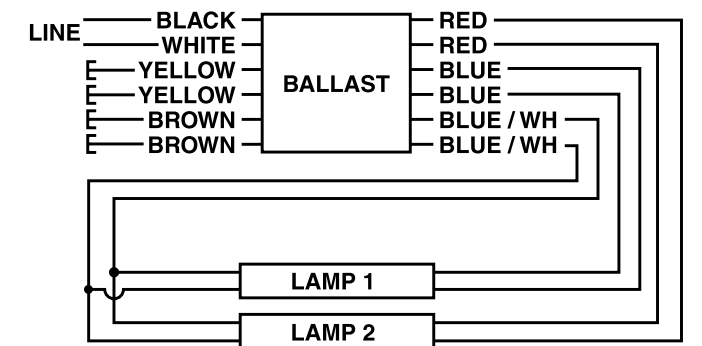 LINE
BLACK
WHITE
YELLOW
YELLOW
BROWN
BROWN
BALLAST
RED
RED
BLUE
BLUE
BLUE / WH
BLUE / WH
LAMP 1
LAMP 2